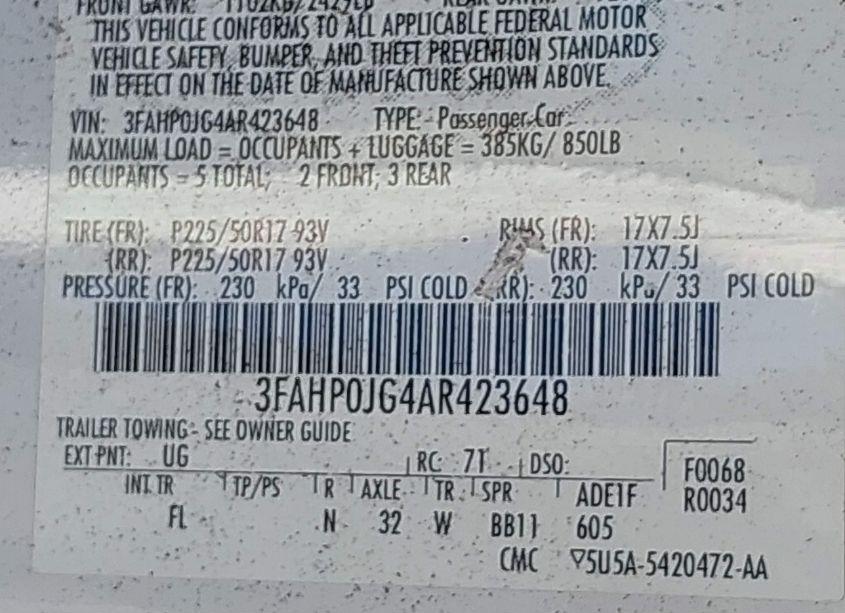 FRONT GAWR: 1102KG/2429LB
THIS VEHICLE CONFORMS TO ALL APPLICABLE FEDERAL MOTOR
VEHICLE SAFETY, BUMPER, AND THEFT PREVENTION STANDARDS
IN EFFECT ON THE DATE OF MANUFACTURE SHOWN ABOVE.
VIN: 3FAHP0JG4AR423648 TYPE: Passenger Car
MAXIMUM LOAD = OCCUPANTS + LUGGAGE = 385KG/ 850LB
OCCUPANTS = 5 TOTAL; 2 FRONT; 3 REAR
TIRE (FR): P225/50R17 93V RIMS (FR): 17X7.5J
(RR): P225/50R17 93V (RR): 17X7.5J
PRESSURE (FR): 230 kPa/ 33 PSI COLD (RR): 230 kPa/ 33 PSI COLD
3FAHP0JG4AR423648
TRAILER TOWING - SEE OWNER GUIDE
EXT PNT: UG RC: 7T DSO: F0068
INT TR TP/PS R AXLE TR SPR ADE1F R0034
FL N 32 W BB11 605
CMC ▽5U5A-5420472-AA